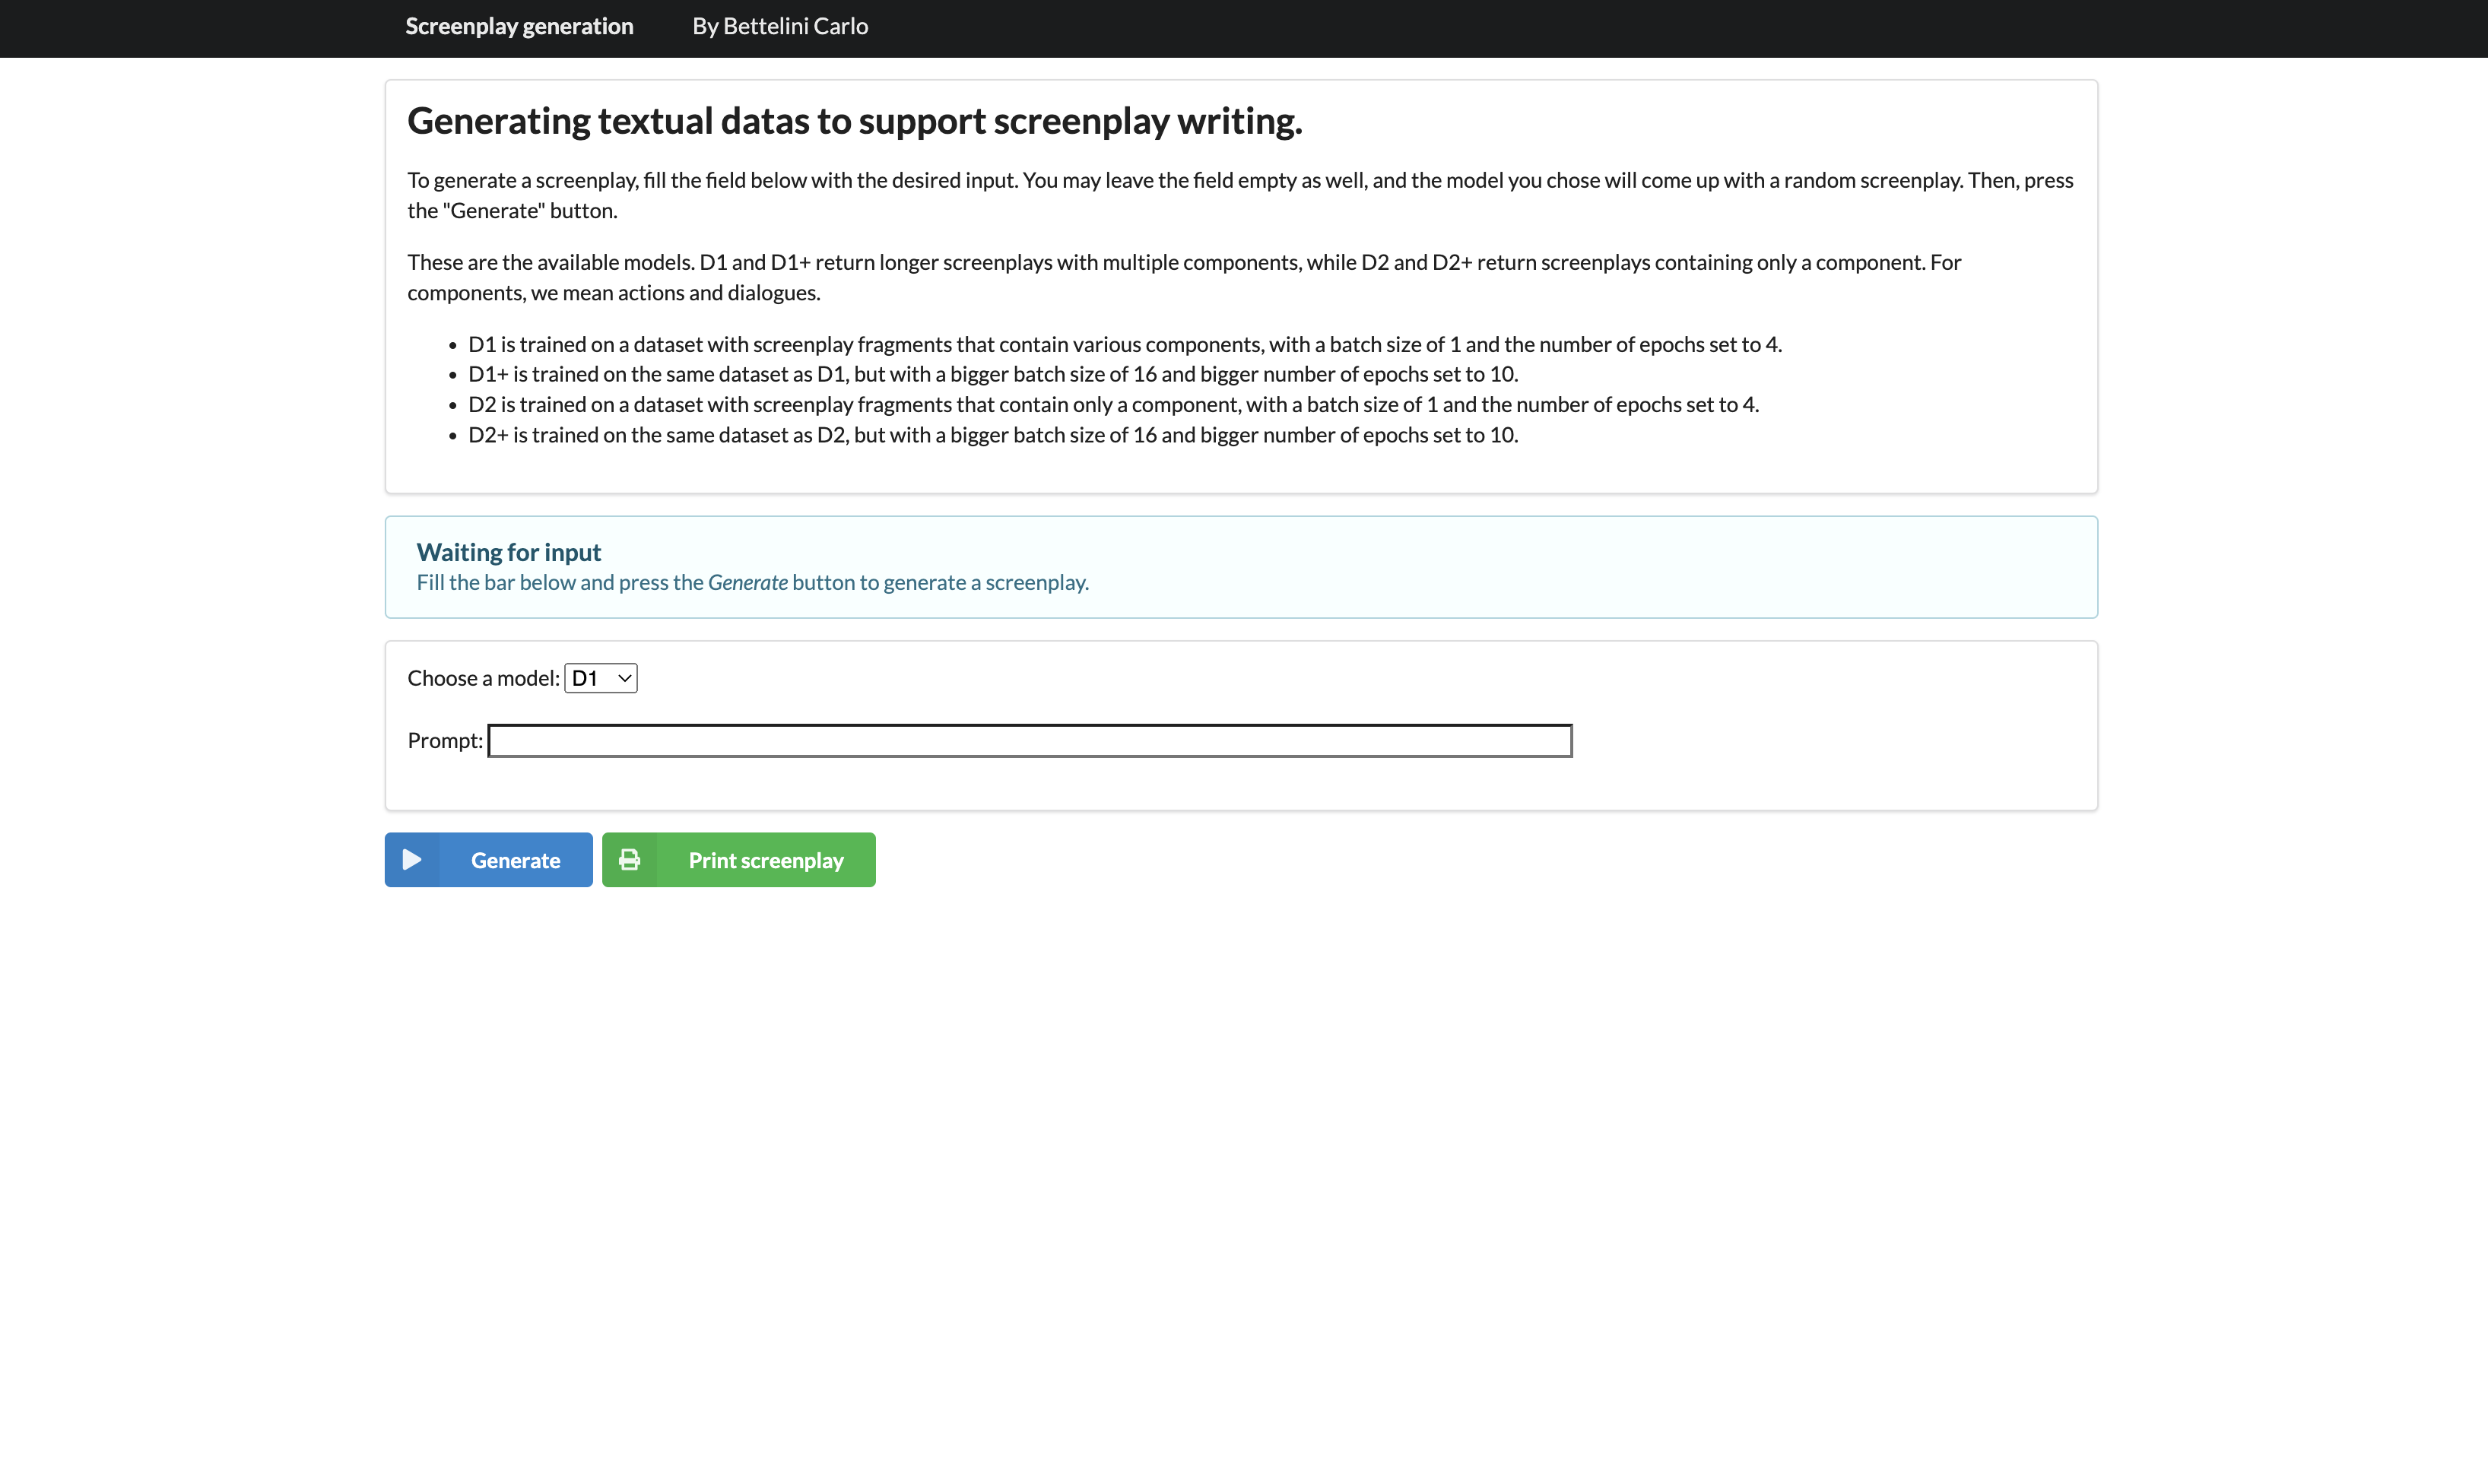 Screenplay generation By Bettelini Carlo
Generating textual datas to support screenplay writing.
To generate a screenplay, fill the field below with the desired input. You may leave the field empty as well, and the model you chose will come up with a random screenplay. Then, press
the "Generate" button.
These are the available models. D1 and D1+ return longer screenplays with multiple components, while D2 and D2+ return screenplays containing only a component. For
components, we mean actions and dialogues.
• D1 is trained on a dataset with screenplay fragments that contain various components, with a batch size of 1 and the number of epochs set to 4.
• D1+ is trained on the same dataset as D1, but with a bigger batch size of 16 and bigger number of epochs set to 10.
• D2 is trained on a dataset with screenplay fragments that contain only a component, with a batch size of 1 and the number of epochs set to 4.
• D2+ is trained on the same dataset as D2, but with a bigger batch size of 16 and bigger number of epochs set to 10.
Waiting for input
Fill the bar below and press the Generate button to generate a screenplay.
Choose a model: D1
Prompt:
Generate Print screenplay